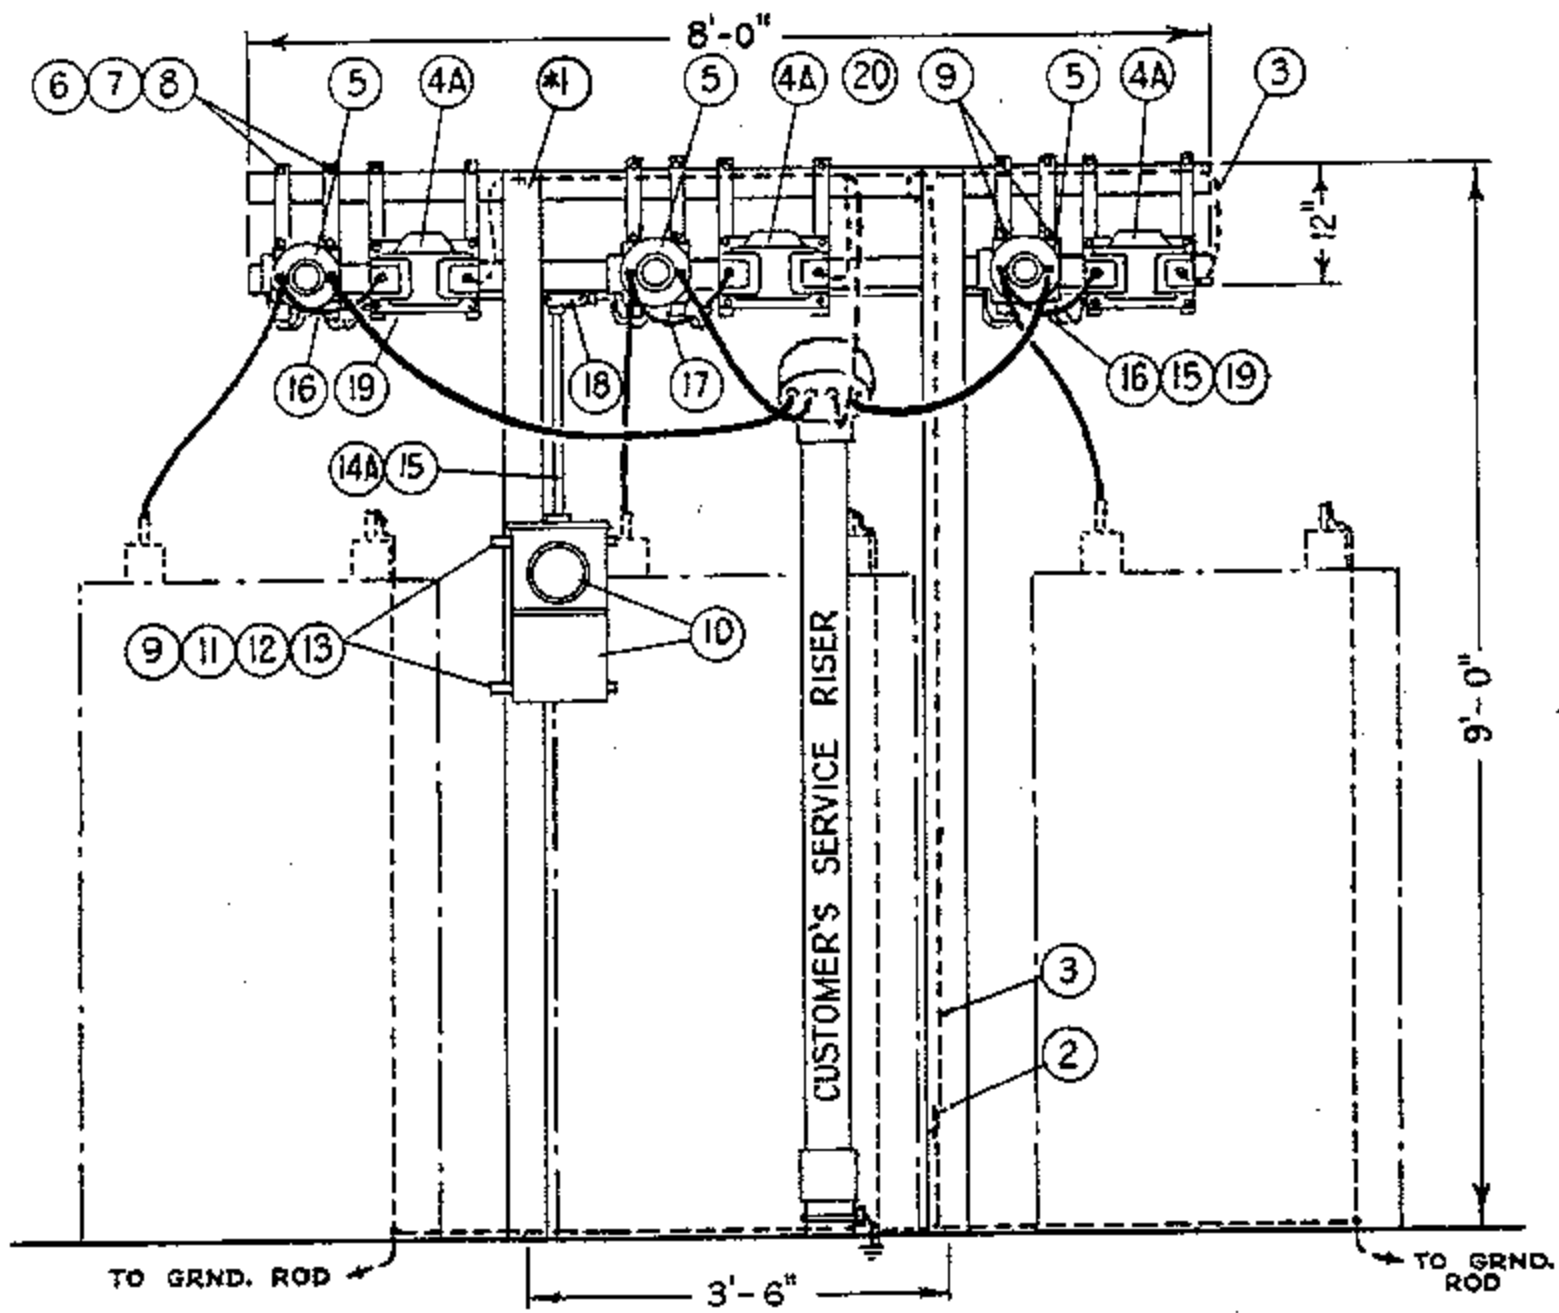 8'-0"
6 7 8 5 4A *1 5 4A 20 9 5 4A 3
12"
16 19 18 17 16 15 19
14A 15
9 11 12 13 10
CUSTOMER'S SERVICE RISER
9'-0"
3
2
TO GRND. ROD
3'-6"
TO GRND.
ROD